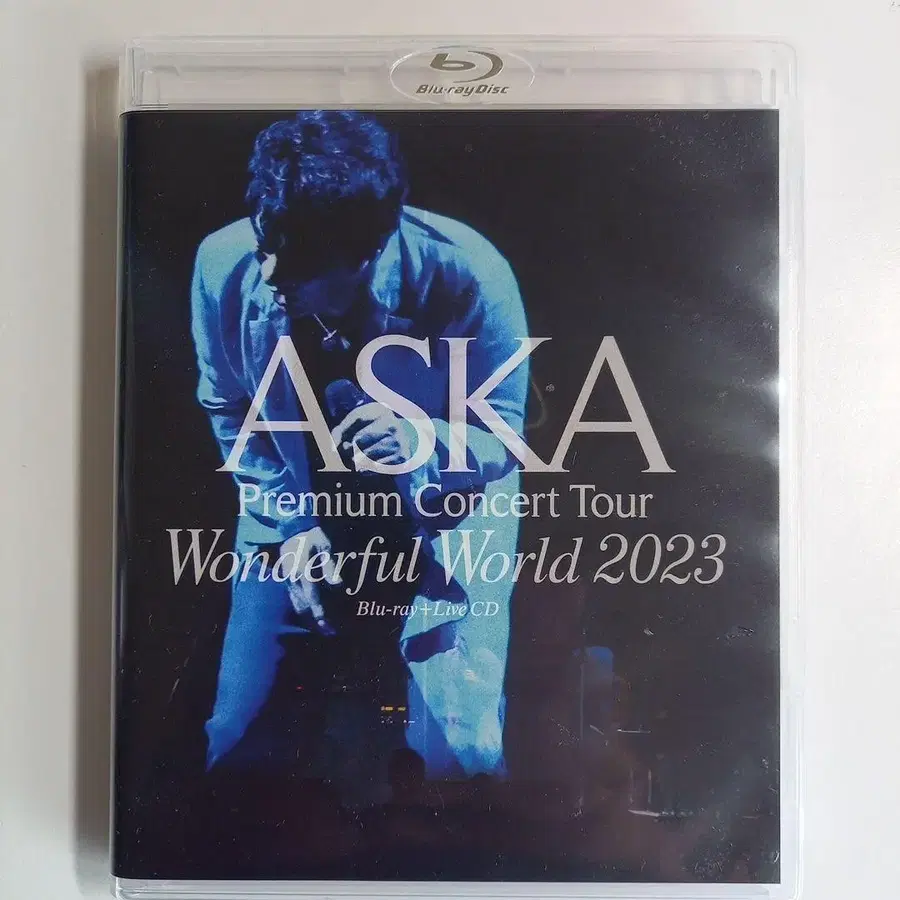 Blu-ray Disc
ASKA
Premium Concert Tour
Wonderful World 2023
Blu-ray+Live CD